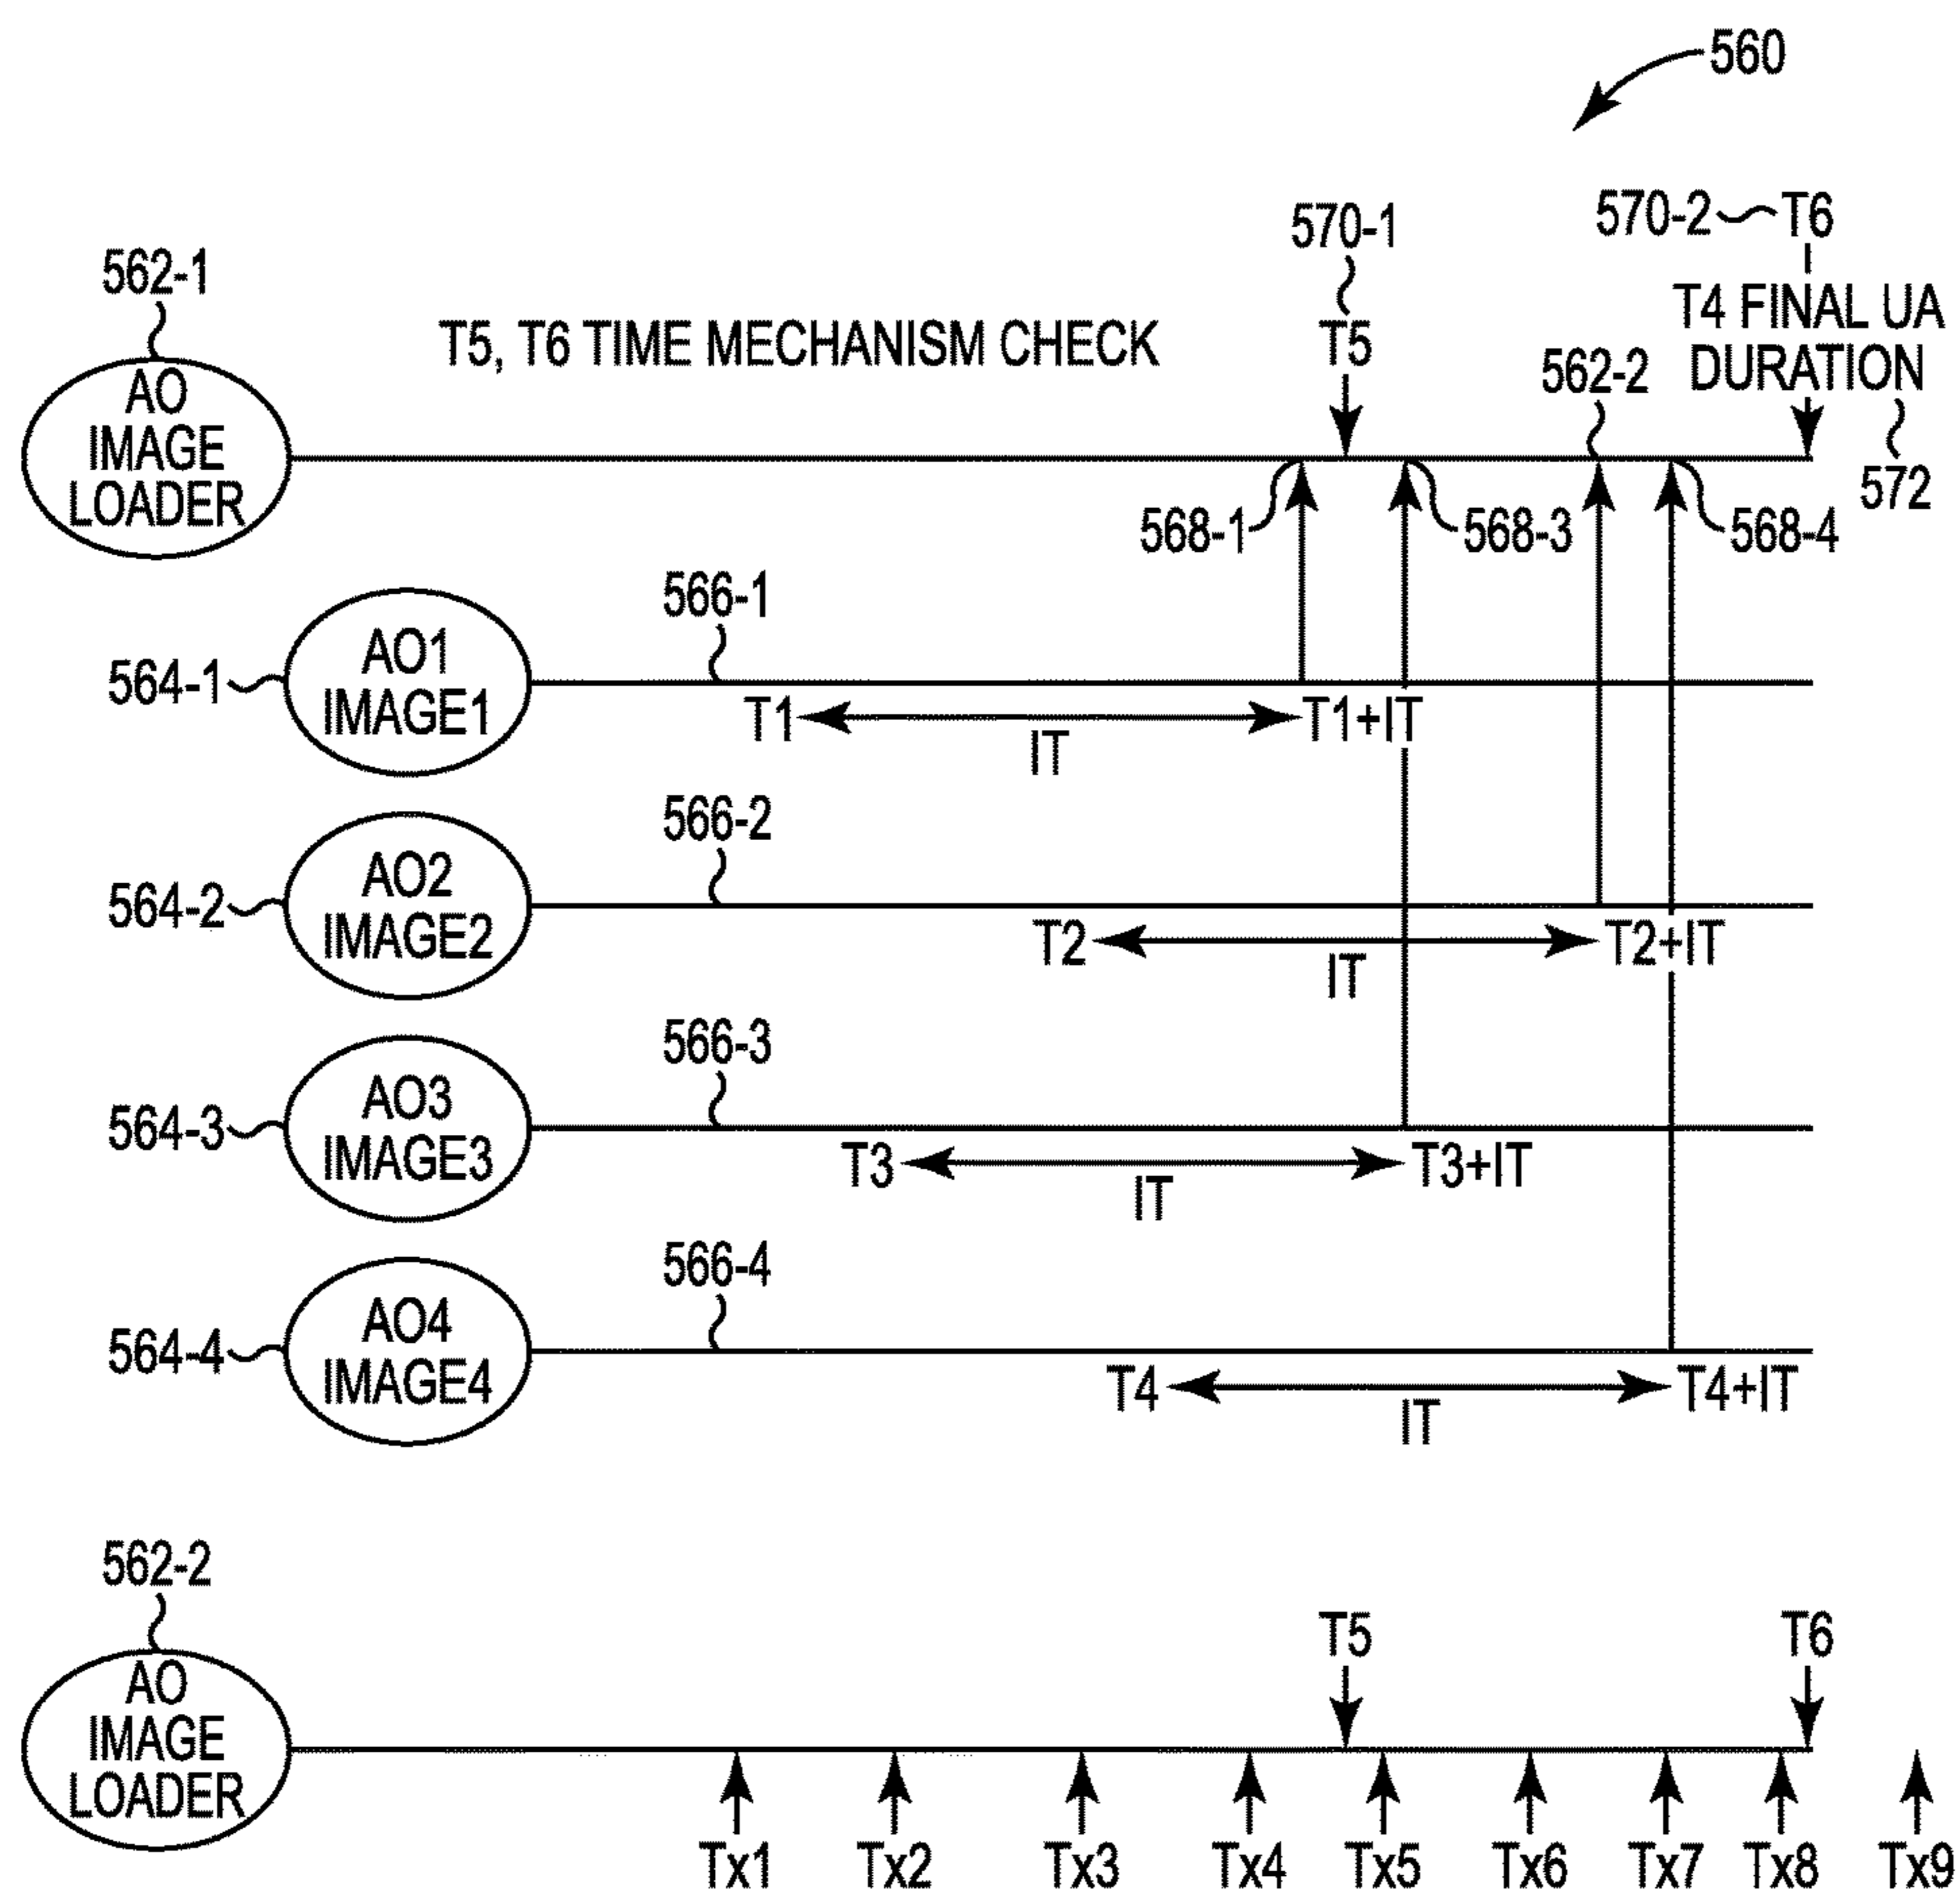 560
570-1
570-2
T6
562-1
T5, T6 TIME MECHANISM CHECK
T5
T4 FINAL UA
DURATION
562-2
572
AO
IMAGE
LOADER
568-1
568-3
568-4
566-1
564-1
AO1
IMAGE1
T1
IT
T1+IT
566-2
564-2
AO2
IMAGE2
T2
IT
T2+IT
566-3
564-3
AO3
IMAGE3
T3
IT
T3+IT
566-4
564-4
AO4
IMAGE4
T4
IT
T4+IT
562-2
T5
T6
AO
IMAGE
LOADER
Tx1
Tx2
Tx3
Tx4
Tx5
Tx6
Tx7
Tx8
Tx9